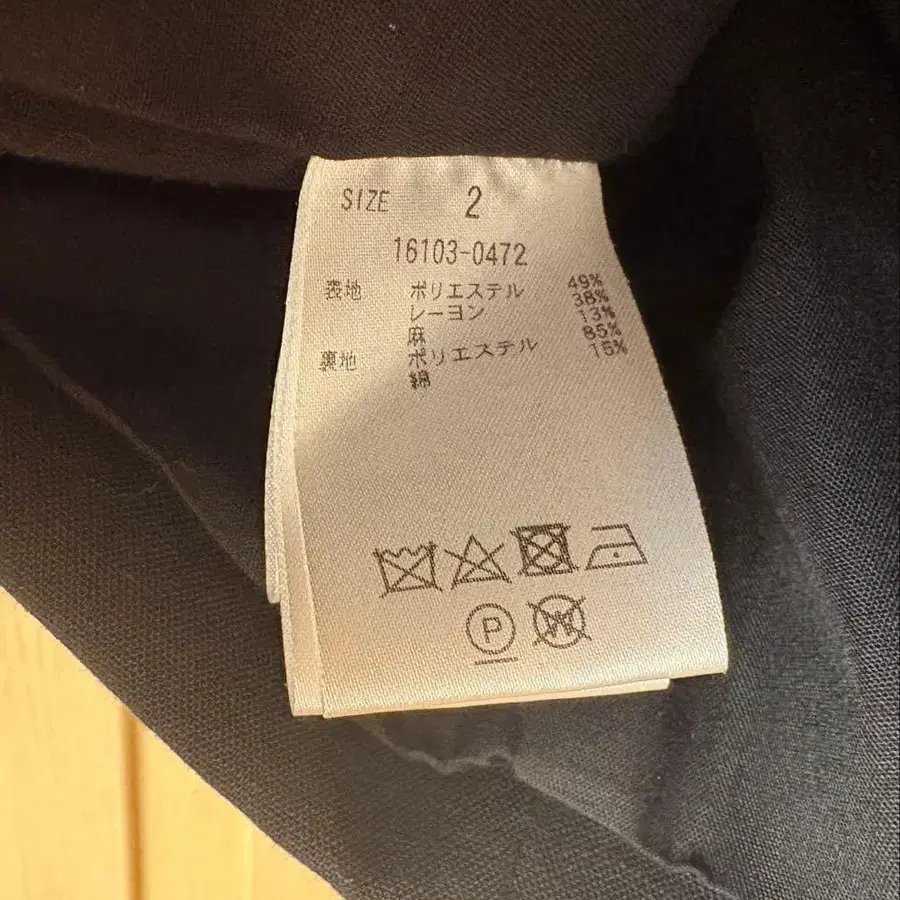 SIZE 2
16103-0472
表地 ポリエステル 49%
レーヨン 38%
麻 13%
裏地 ポリエステル 85%
綿 15%
P
W